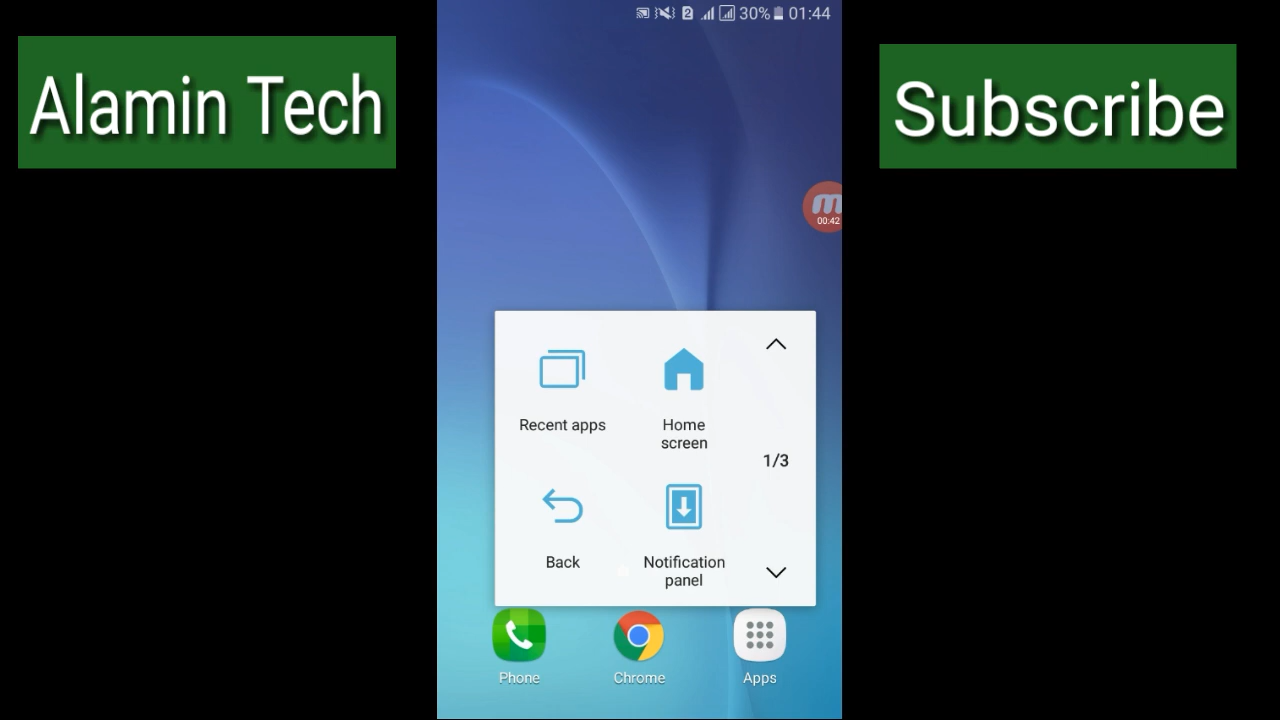 30% 01:44
Alamin Tech
Subscribe
m
00:42
Recent apps
Home
screen
1/3
Back
Notification
panel
Phone
Chrome
Apps